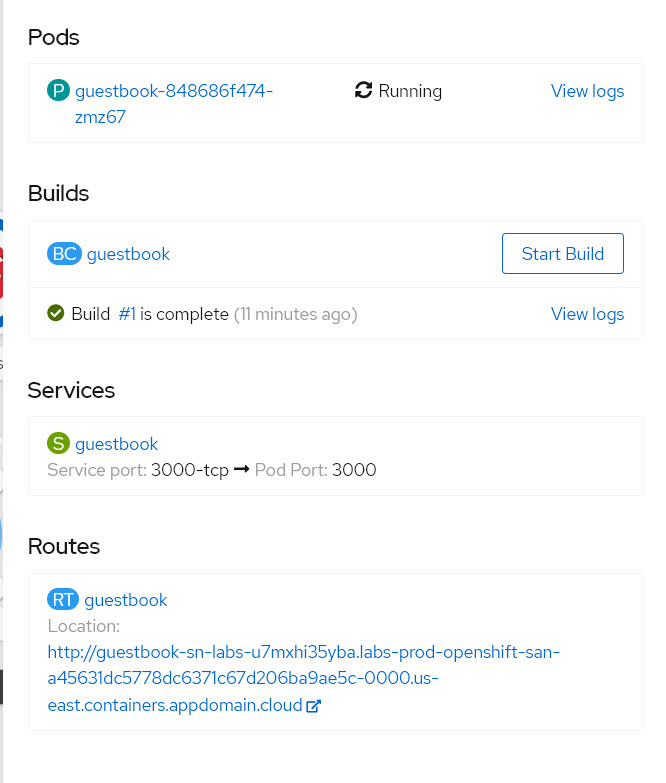 Pods
P guestbook-848686f474-
zmz67
Running
View logs
Builds
BC guestbook
Start Build
Build #1 is complete (11 minutes ago)
View logs
Services
S guestbook
Service port: 3000-tcp → Pod Port: 3000
Routes
RT guestbook
Location:
http://guestbook-sn-labs-u7mxhi35yba.labs-prod-openshift-san-
a45631dc5778dc6371c67d206ba9ae5c-0000.us-
east.containers.appdomain.cloud